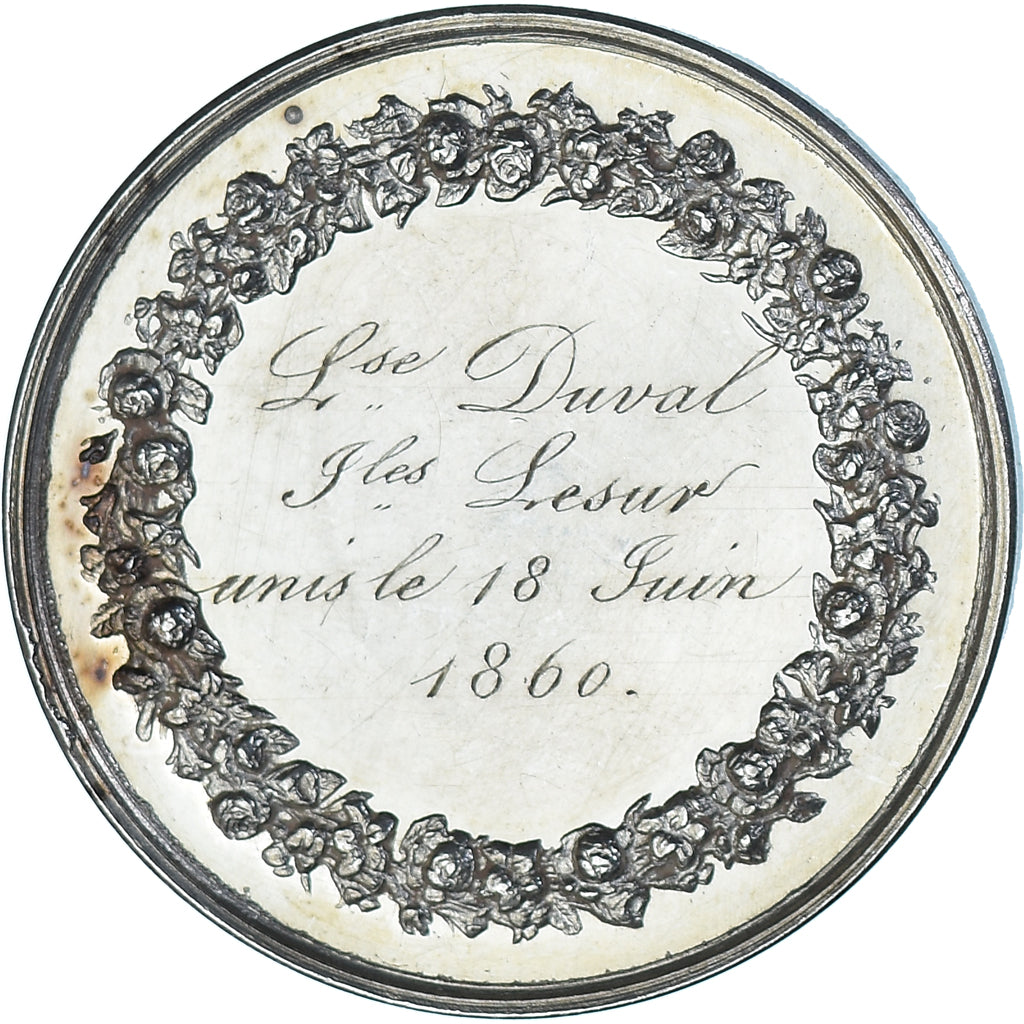 Lse Duval
Jles Lesur
unis le 18 Juin
1860.